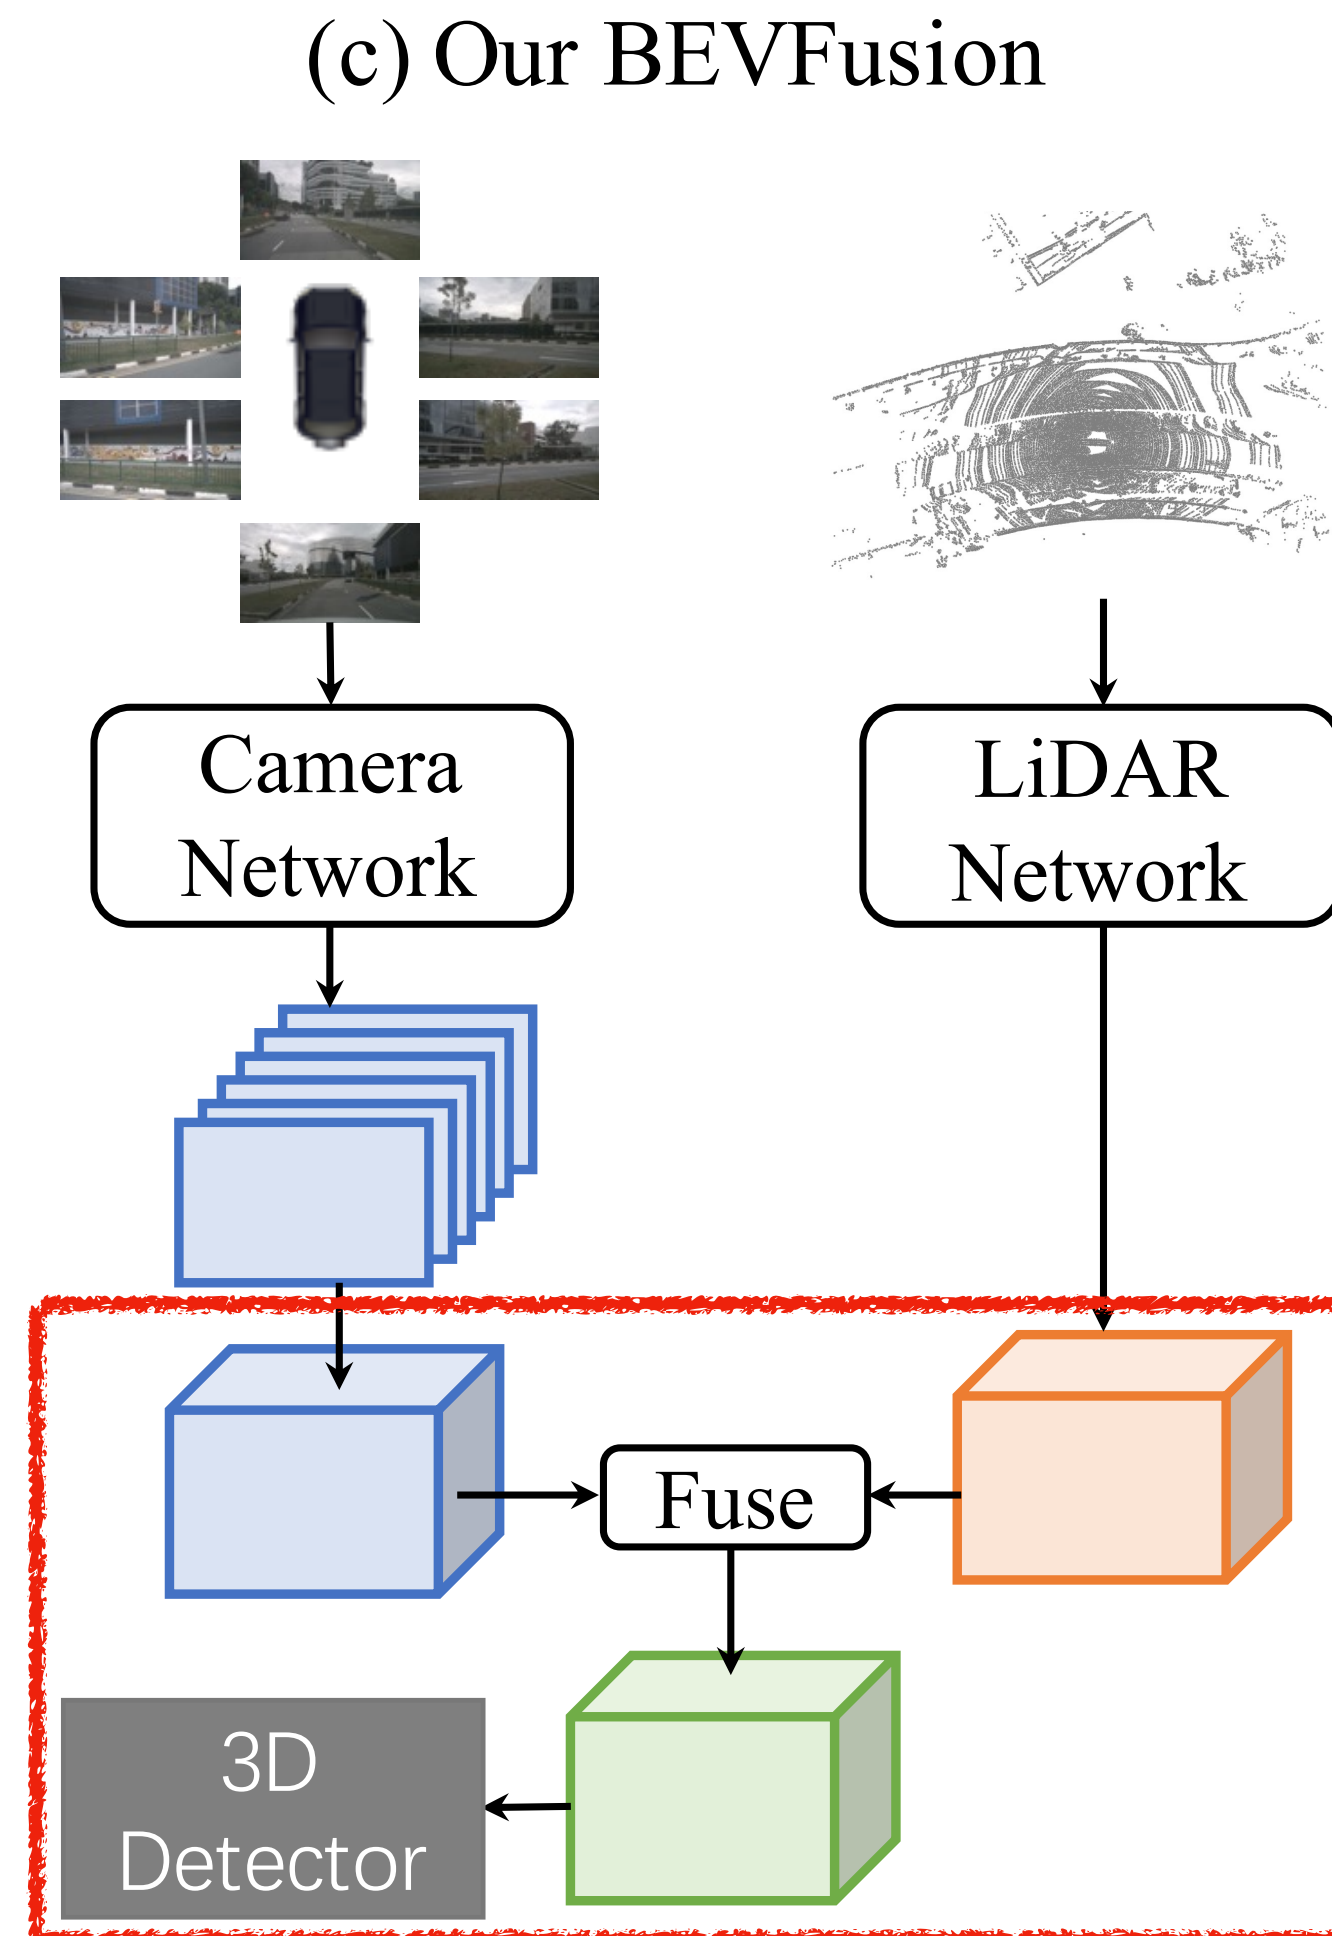 (c) Our BEVFusion
Camera
Network
LiDAR
Network
Fuse
3D
Detector